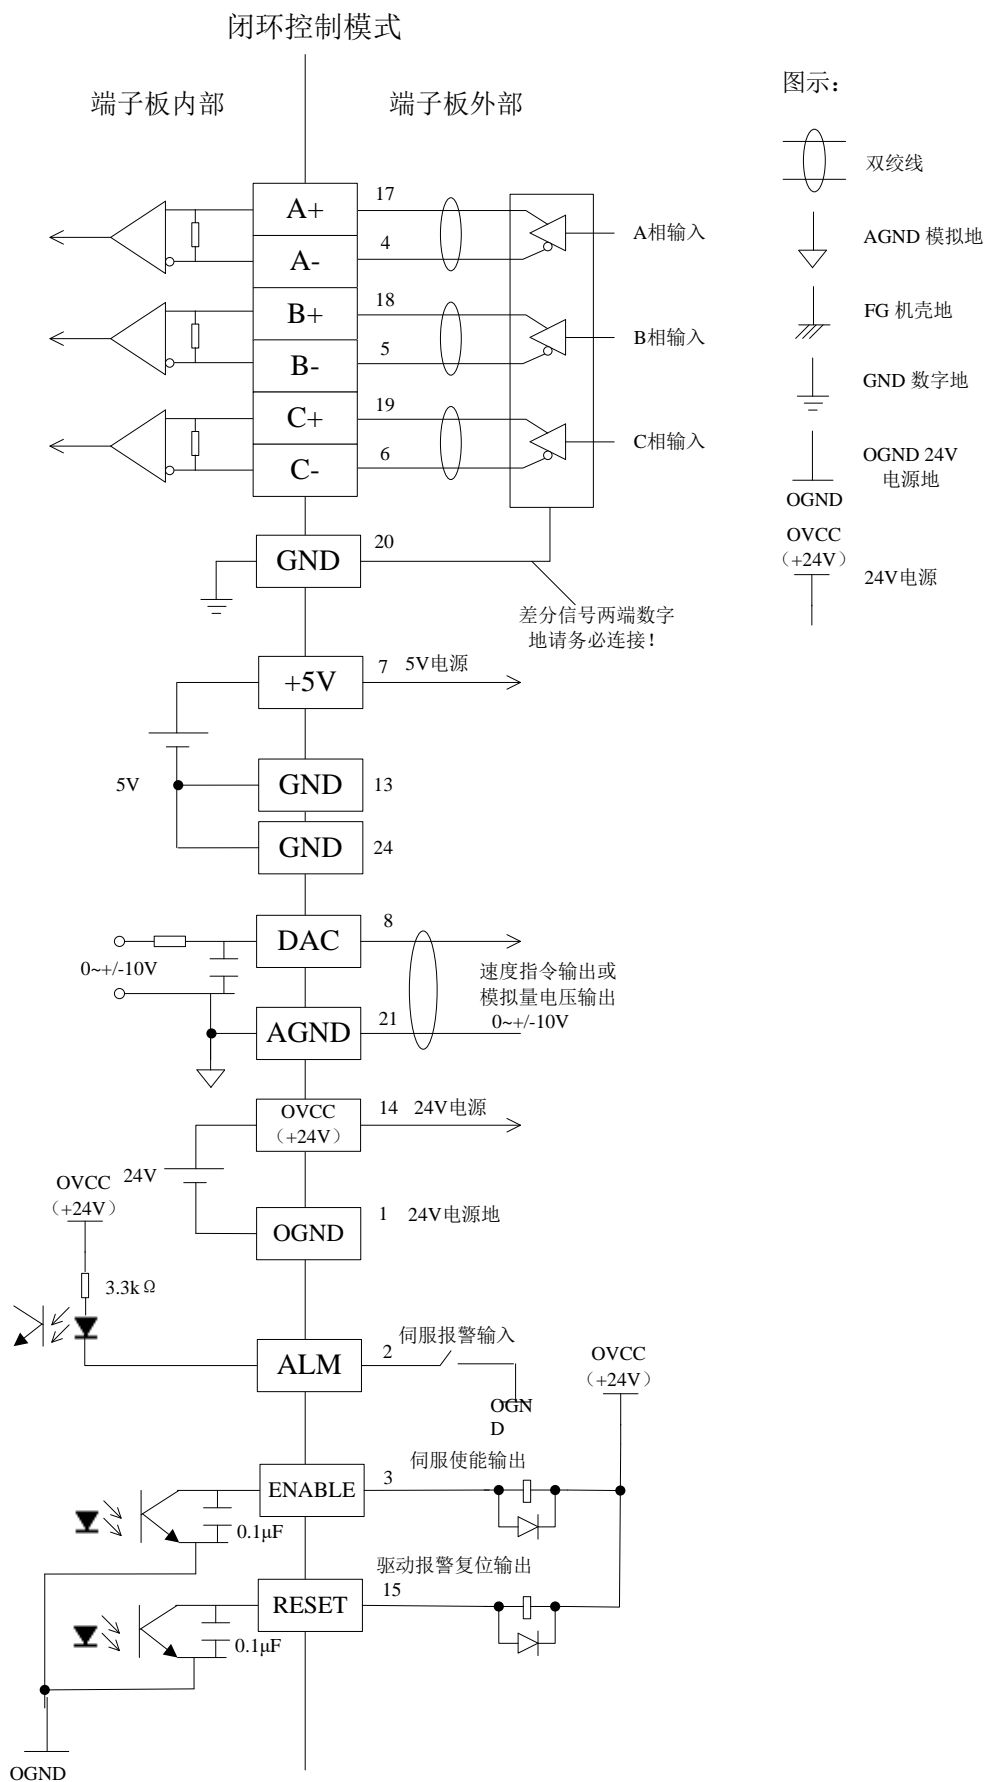 闭环控制模式
端子板内部
端子板外部
A+
17
A-
4
A相输入
B+
18
B-
5
B相输入
C+
19
C-
6
C相输入
GND
20
差分信号两端数字
地请务必连接！
+5V
7
5V电源
5V
GND
13
GND
24
DAC
8
0~+/-10V
速度指令输出或
模拟量电压输出
0~+/-10V
AGND
21
OVCC
（+24V）
14
24V电源
24V
OGND
1
24V电源地
OVCC
（+24V）
3.3kΩ
ALM
2
伺服报警输入
OGN
D
OVCC
（+24V）
ENABLE
3
伺服使能输出
0.1μF
驱动报警复位输出
RESET
15
0.1μF
OGND
图示：
双绞线
AGND 模拟地
FG 机壳地
GND 数字地
OGND 24V
电源地
OGND
OVCC
（+24V）
24V电源